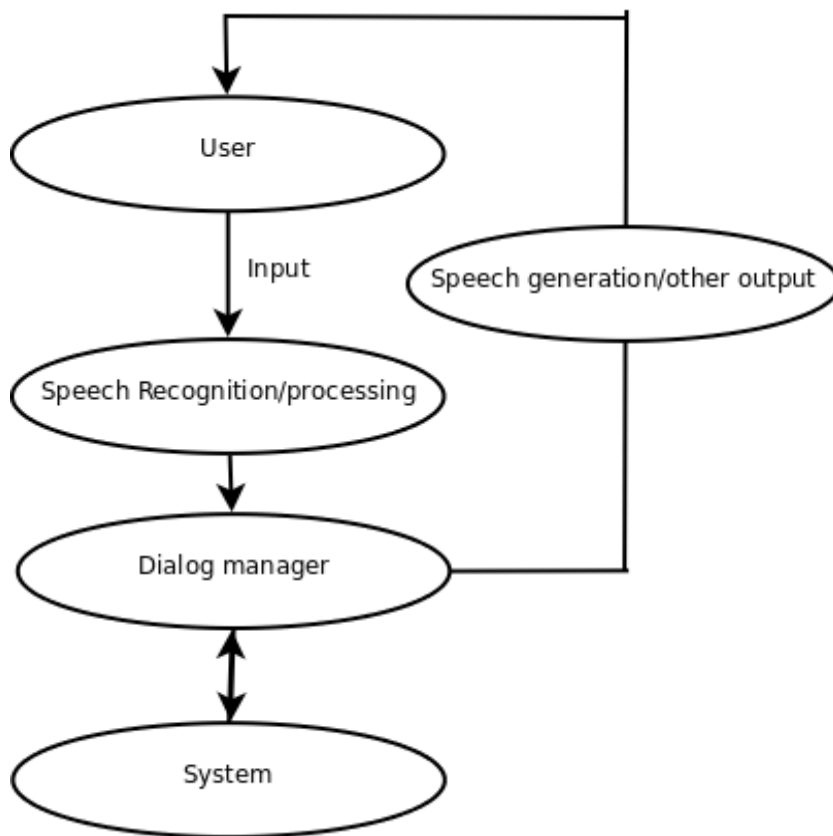 User
Input
Speech generation/other output
Speech Recognition/processing
Dialog manager
System